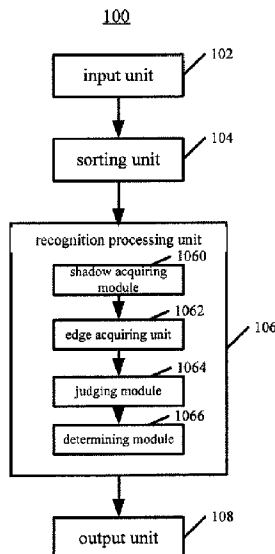 100
102
input unit
104
sorting unit
recognition processing unit
1060
shadow acquiring
module
1062
edge acquiring unit
106
1064
judging module
1066
determining module
108
output unit